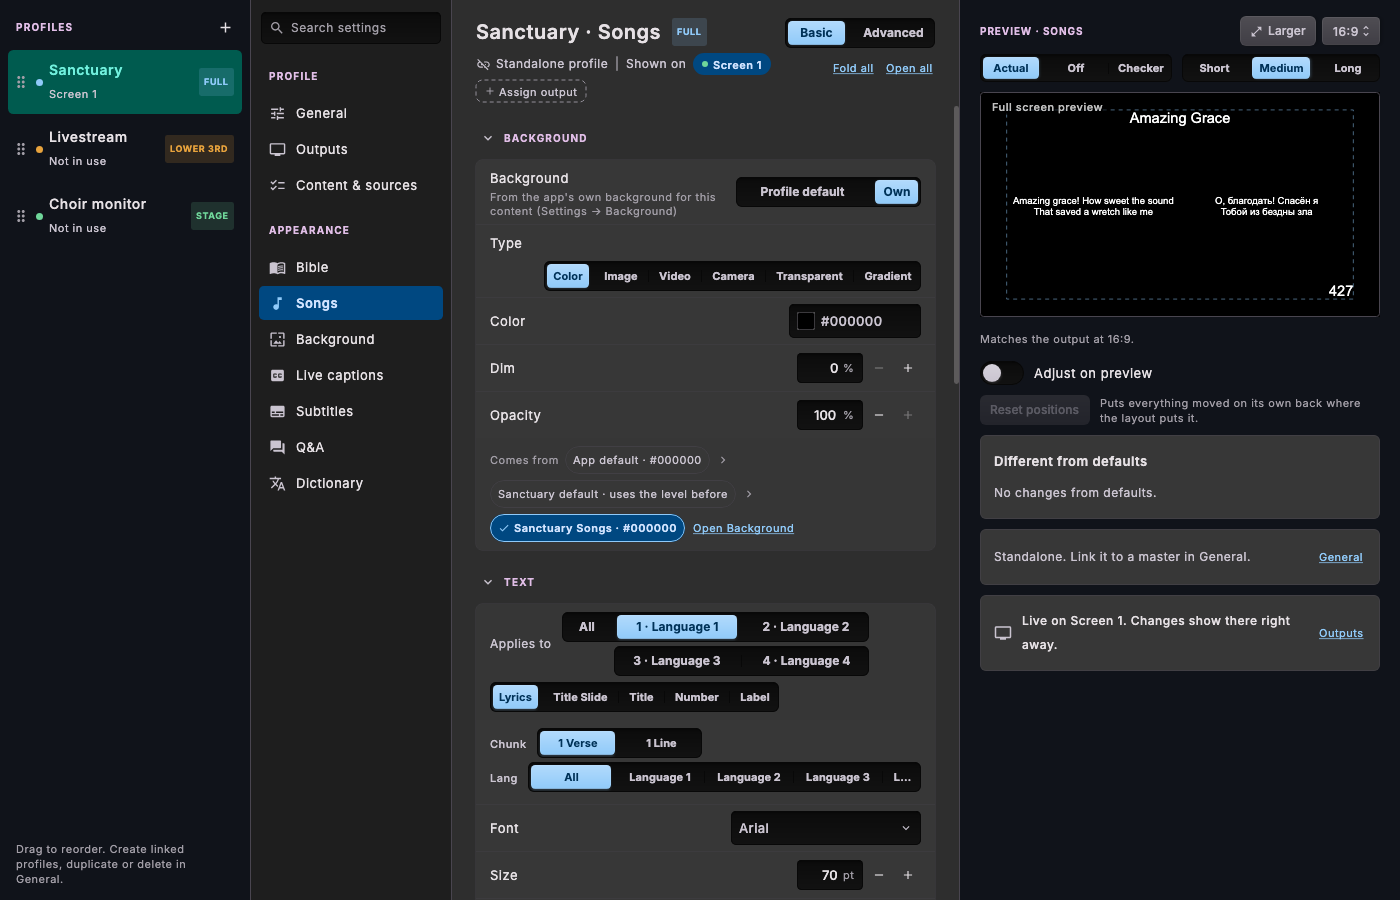 PROFILES
+
Sanctuary
Screen 1
FULL
Livestream
Not in use
LOWER 3RD
Choir monitor
Not in use
STAGE
Drag to reorder. Create linked
profiles, duplicate or delete in
General.
Search settings
PROFILE
General
Outputs
Content & sources
APPEARANCE
Bible
Songs
Background
Live captions
Subtitles
Q&A
Dictionary
Sanctuary · Songs FULL
Basic Advanced
Standalone profile | Shown on Screen 1
Fold all Open all
+ Assign output
BACKGROUND
Background
From the app's own background for this
content (Settings → Background)
Profile default Own
Type
Color Image Video Camera Transparent Gradient
Color #000000
Dim 0 % − +
Opacity 100 % − +
Comes from App default · #000000 >
Sanctuary default · uses the level before >
✓ Sanctuary Songs · #000000 Open Background
TEXT
Applies to All 1 · Language 1 2 · Language 2
3 · Language 3 4 · Language 4
Lyrics Title Slide Title Number Label
Chunk 1 Verse 1 Line
Lang All Language 1 Language 2 Language 3 L...
Font Arial
Size 70 pt − +
PREVIEW · SONGS
Larger 16:9
Actual Off Checker Short Medium Long
Full screen preview
Amazing Grace
Amazing grace! How sweet the sound
That saved a wretch like me
О, благодать! Спасён я
Тобой из бездны зла
427
Matches the output at 16:9.
Adjust on preview
Reset positions
Puts everything moved on its own back where
the layout puts it.
Different from defaults
No changes from defaults.
Standalone. Link it to a master in General. General
Live on Screen 1. Changes show there right
away.
Outputs